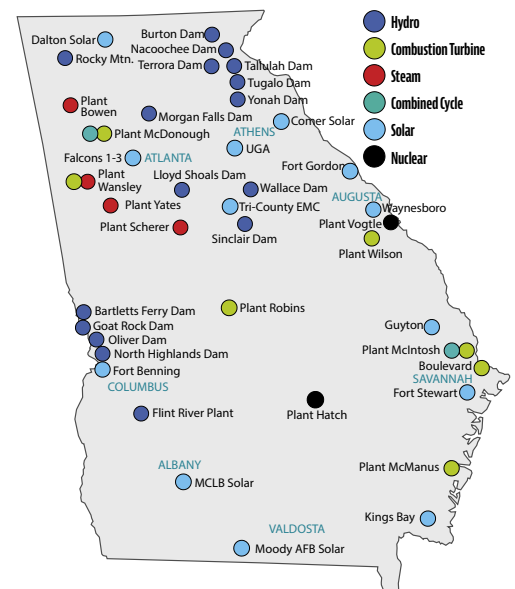 Hydro
Combustion Turbine
Steam
Combined Cycle
Solar
Nuclear
Dalton Solar
Rocky Mtn.
Burton Dam
Nacoochee Dam
Terrora Dam
Tallulah Dam
Tugalo Dam
Yonah Dam
Plant
Bowen
Morgan Falls Dam
Comer Solar
Plant McDonough
ATHENS
UGA
Falcons 1-3
ATLANTA
Fort Gordon
Plant
Wansley
Lloyd Shoals Dam
Wallace Dam
AUGUSTA
Plant Yates
Tri-County EMC
Waynesboro
Plant Scherer
Sinclair Dam
Plant Vogtle
Plant Wilson
Bartletts Ferry Dam
Plant Robins
Goat Rock Dam
Guyton
Oliver Dam
North Highlands Dam
Plant McIntosh
Fort Benning
Boulevard
COLUMBUS
SAVANNAH
Fort Stewart
Flint River Plant
Plant Hatch
ALBANY
Plant McManus
MCLB Solar
Kings Bay
VALDOSTA
Moody AFB Solar